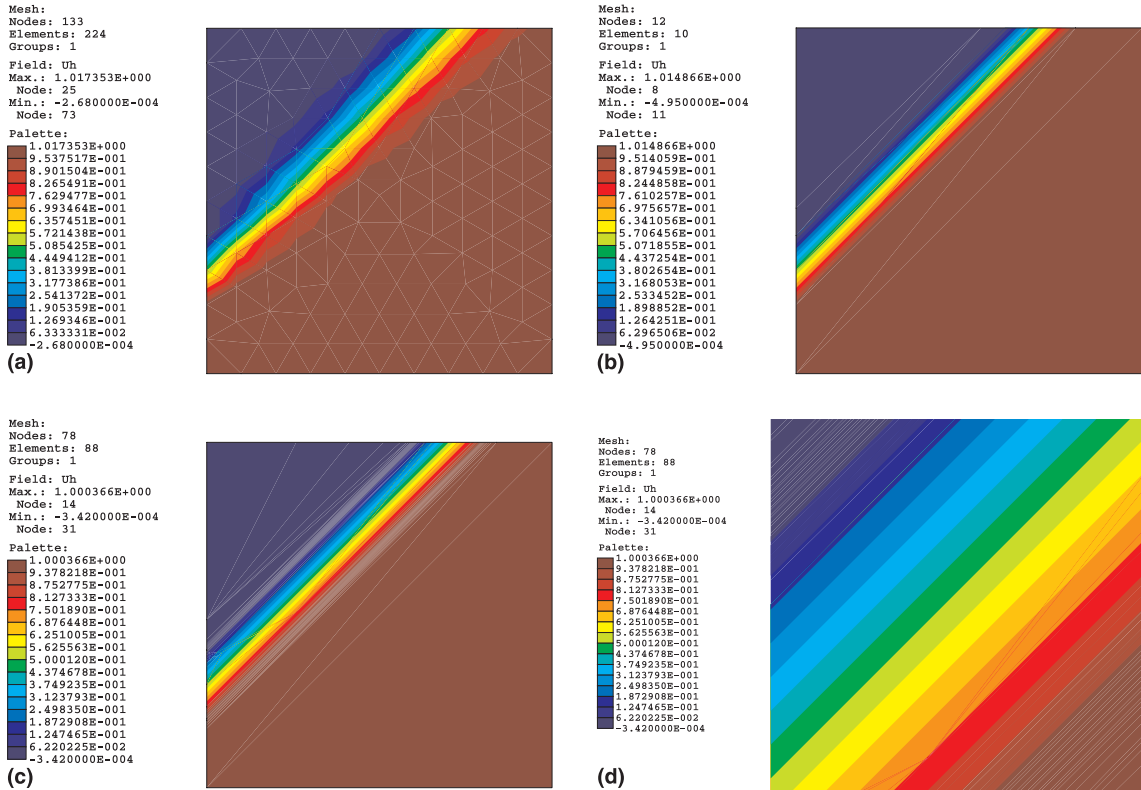 Mesh:
Nodes: 133
Elements: 224
Groups: 1
Field: Uh
Max.: 1.017353E+000
Node: 25
Min.: -2.680000E-004
Node: 73
Palette:
1.017353E+000
9.537517E-001
8.901504E-001
8.265491E-001
7.629477E-001
6.993464E-001
6.357451E-001
5.721438E-001
5.085425E-001
4.449412E-001
3.813399E-001
3.177386E-001
2.541372E-001
1.905359E-001
1.269346E-001
6.333331E-002
-2.680000E-004
(a)
Mesh:
Nodes: 12
Elements: 10
Groups: 1
Field: Uh
Max.: 1.014866E+000
Node: 8
Min.: -4.950000E-004
Node: 11
Palette:
1.014866E+000
9.514059E-001
8.879459E-001
8.244858E-001
7.610257E-001
6.975657E-001
6.341056E-001
5.706456E-001
5.071855E-001
4.437254E-001
3.802654E-001
3.168053E-001
2.533452E-001
1.898852E-001
1.264251E-001
6.296506E-002
-4.950000E-004
(b)
Mesh:
Nodes: 78
Elements: 88
Groups: 1
Field: Uh
Max.: 1.000366E+000
Node: 14
Min.: -3.420000E-004
Node: 31
Palette:
1.000366E+000
9.378218E-001
8.752775E-001
8.127333E-001
7.501890E-001
6.876448E-001
6.251005E-001
5.625563E-001
5.000120E-001
4.374678E-001
3.749235E-001
3.123793E-001
2.498350E-001
1.872908E-001
1.247465E-001
6.220225E-002
-3.420000E-004
(c)
Mesh:
Nodes: 78
Elements: 88
Groups: 1
Field: Uh
Max.: 1.000366E+000
Node: 14
Min.: -3.420000E-004
Node: 31
Palette:
1.000366E+000
9.378218E-001
8.752775E-001
8.127333E-001
7.501890E-001
6.876448E-001
6.251005E-001
5.625563E-001
5.000120E-001
4.374678E-001
3.749235E-001
3.123793E-001
2.498350E-001
1.872908E-001
1.247465E-001
6.220225E-002
-3.420000E-004
(d)